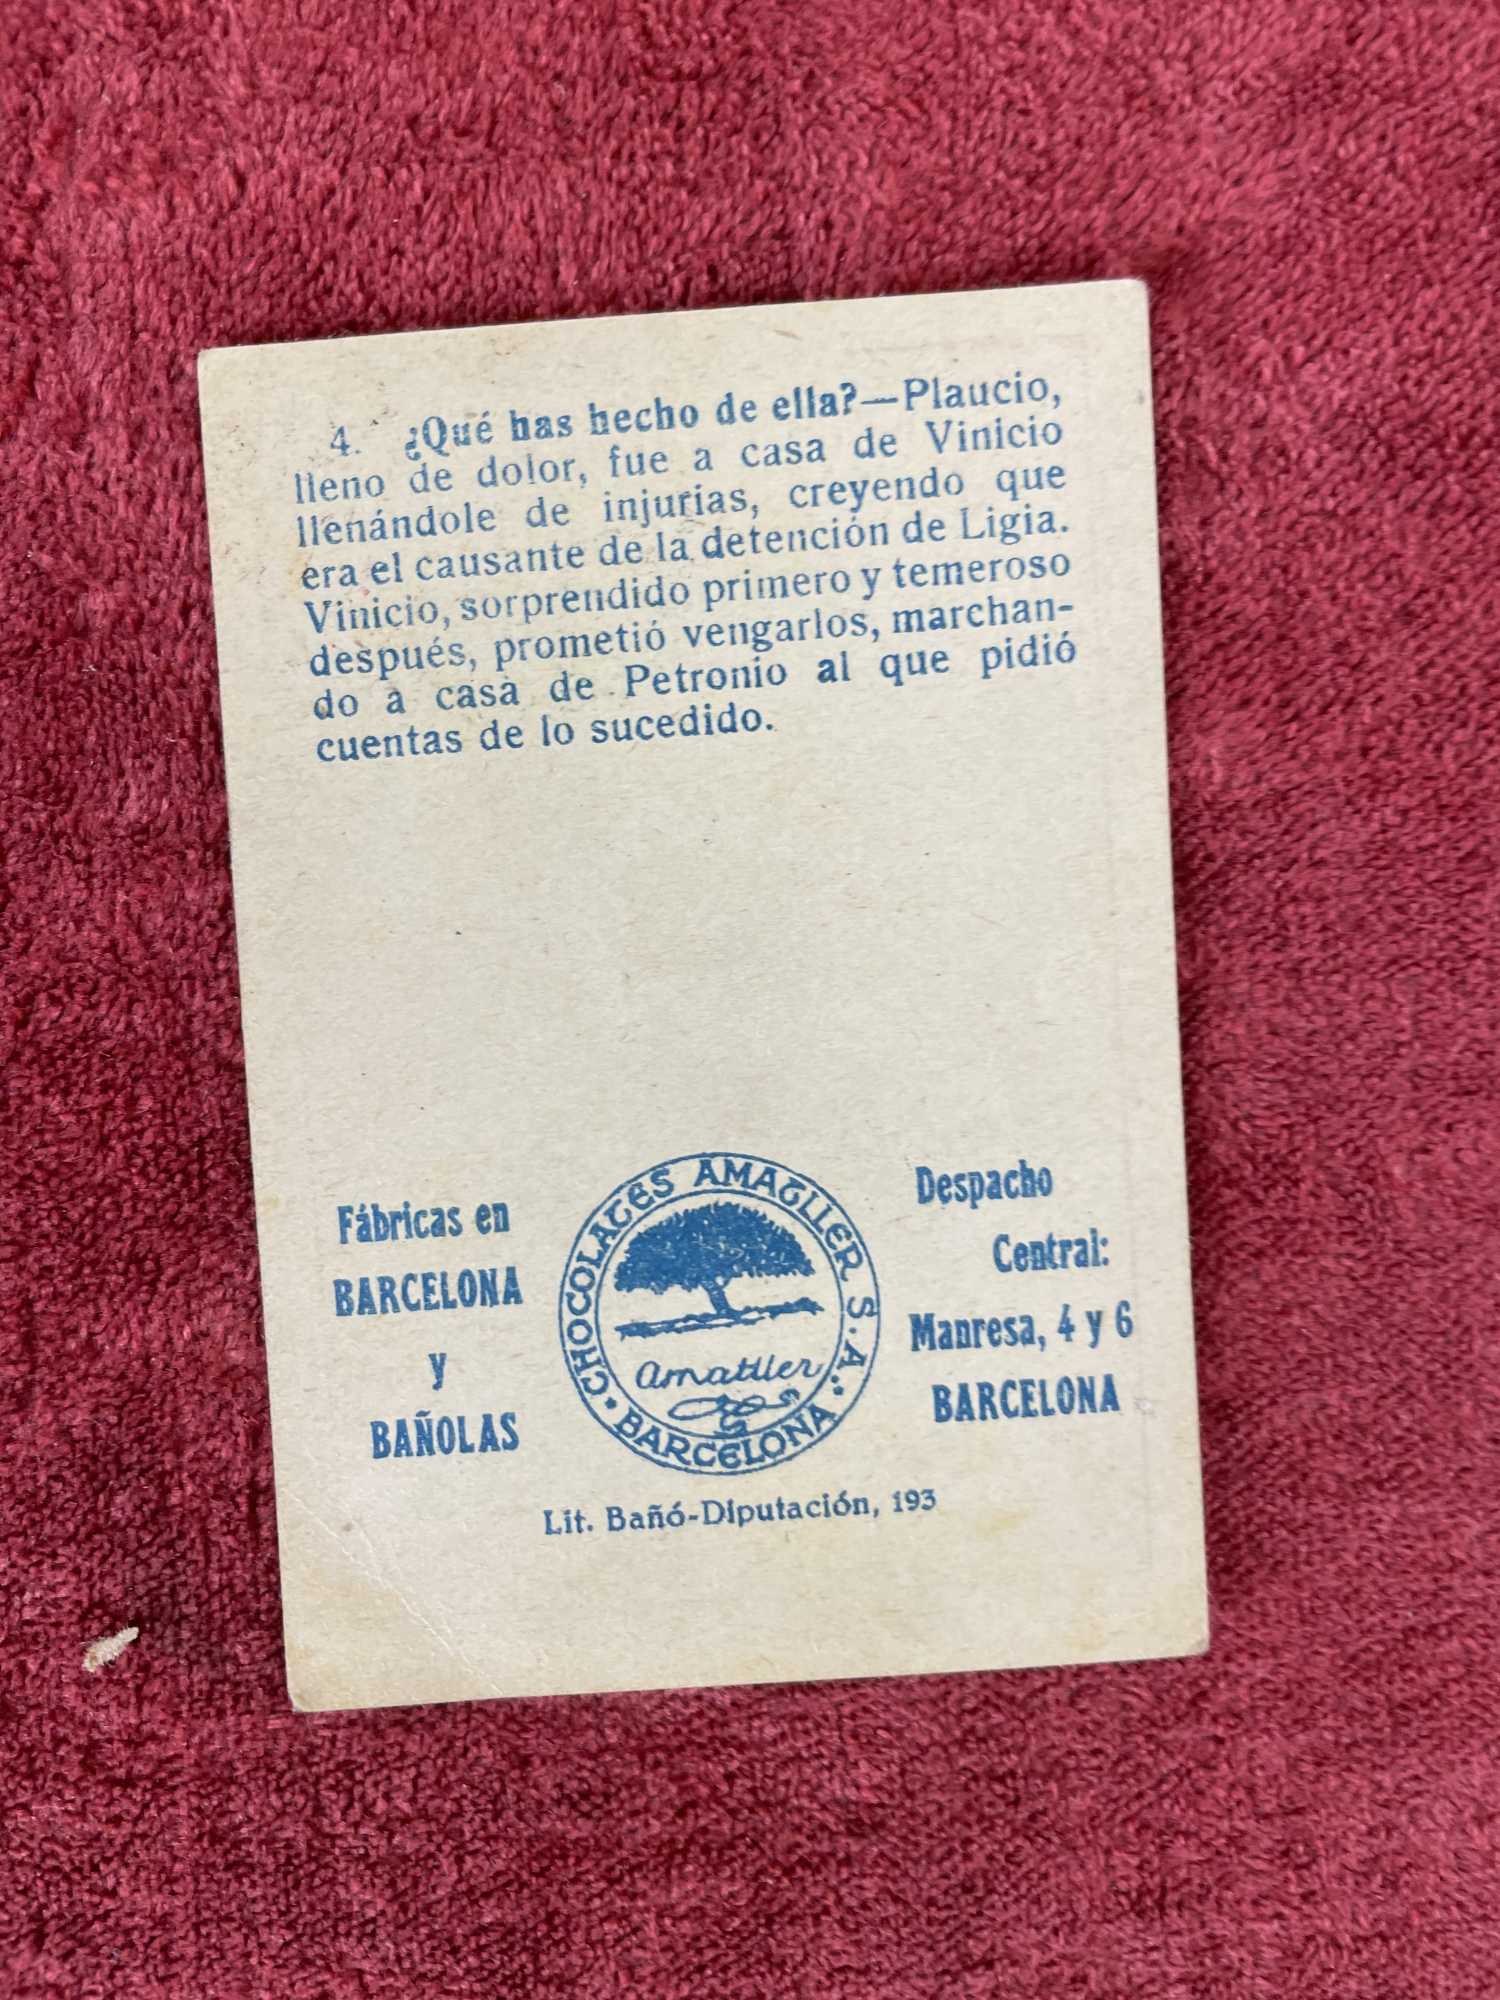 4. ¿Qué has hecho de ella?—Plaucio,
lleno de dolor, fue a casa de Vinicio
llenándole de injurias, creyendo que
era el causante de la detención de Ligia.
Vinicio, sorprendido primero y temeroso
después, prometió vengarlos, marchan-
do a casa de Petronio al que pidió
cuentas de lo sucedido.
Fábricas en
BARCELONA
y
BAÑOLAS
CHOCOLATES AMATLLER S.A.
Amatller
BARCELONA
Despacho
Central:
Manresa, 4 y 6
BARCELONA
Lit. Bañó-Diputación, 193